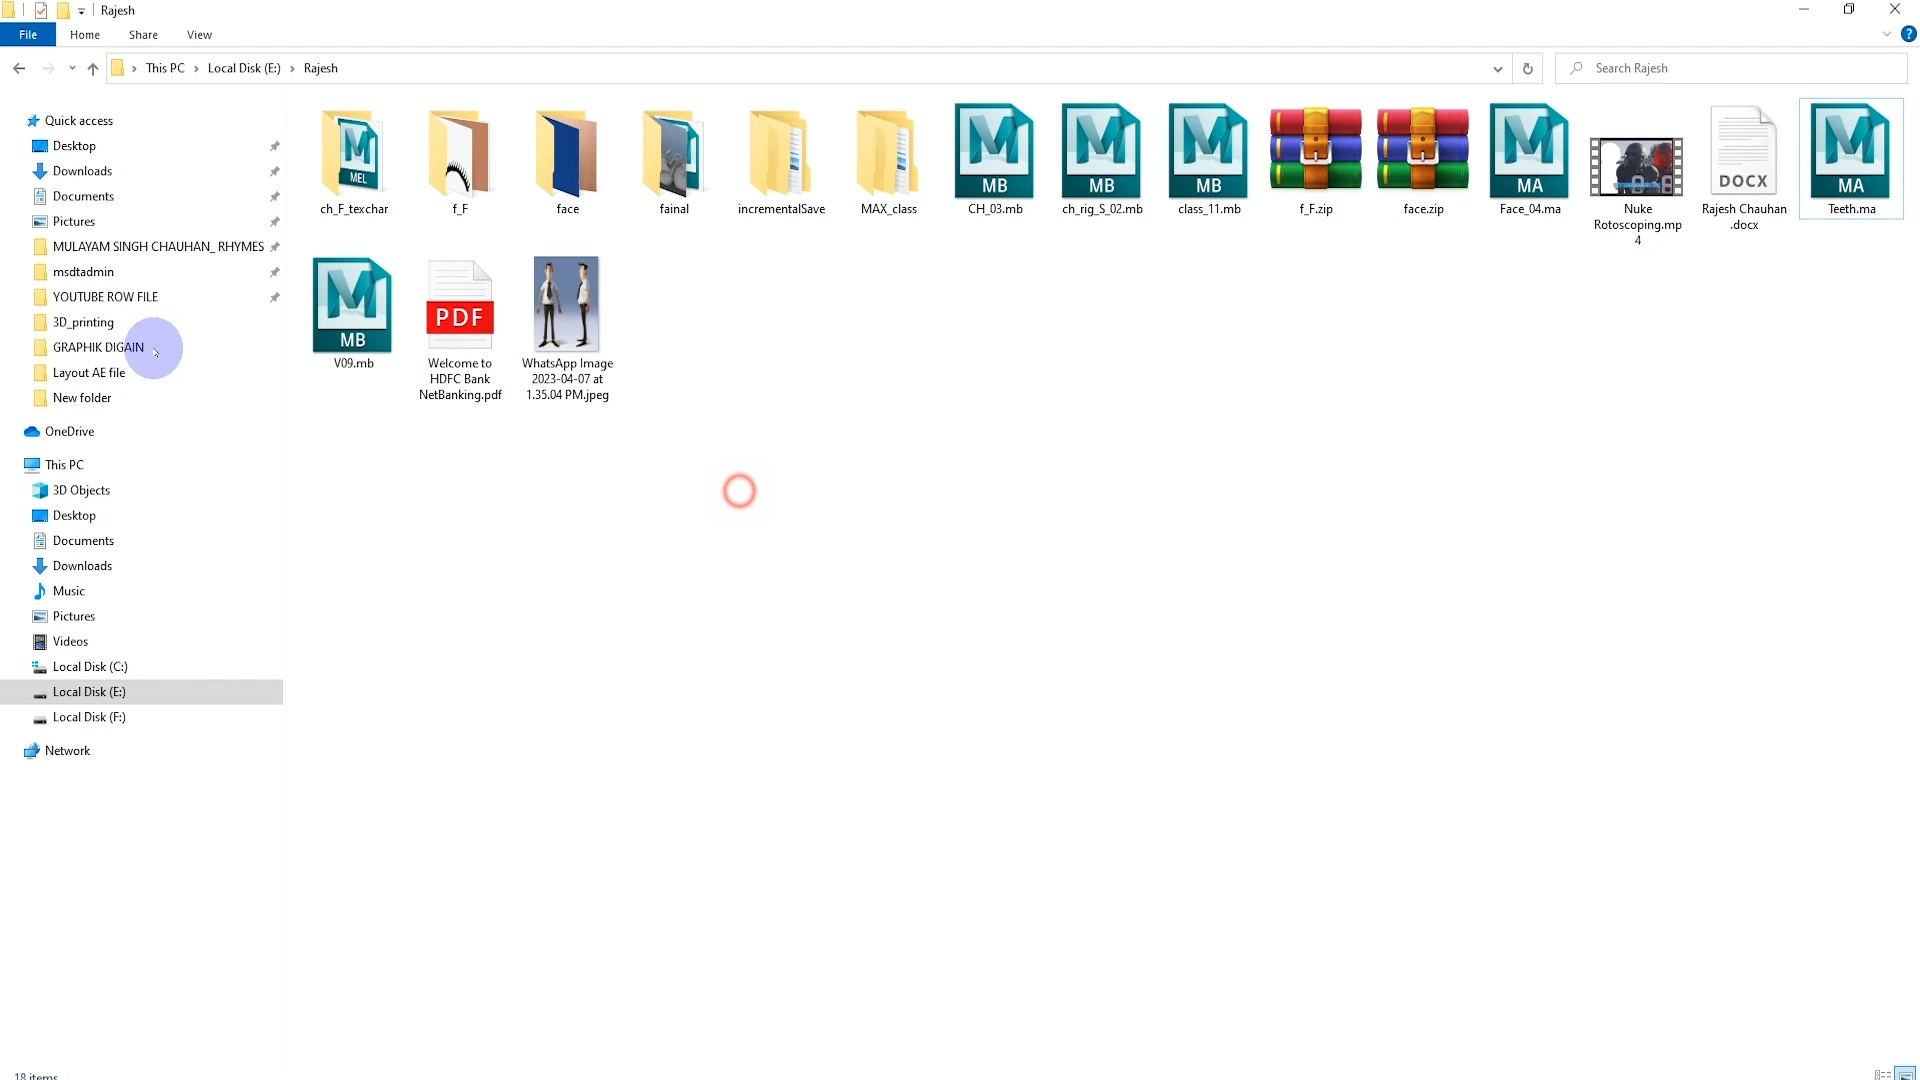 Rajesh
File Home Share View
This PC Local Disk (E:) Rajesh
Search Rajesh
Quick access
Desktop
Downloads
Documents
Pictures
MULAYAM SINGH CHAUHAN_ RHYMES
msdtadmin
YOUTUBE ROW FILE
3D_printing
GRAPHIK DIGAIN
Layout AE file
New folder
OneDrive
This PC
3D Objects
Desktop
Documents
Downloads
Music
Pictures
Videos
Local Disk (C:)
Local Disk (E:)
Local Disk (F:)
Network
MEL
ch_F_texchar
f_F
face
fainal
incrementalSave
MAX_class
MB
CH_03.mb
MB
ch_rig_S_02.mb
MB
class_11.mb
f_F.zip
face.zip
MA
Face_04.ma
Nuke
Rotoscoping.mp
4
DOCX
Rajesh Chauhan
.docx
MA
Teeth.ma
MB
V09.mb
PDF
Welcome to
HDFC Bank
NetBanking.pdf
WhatsApp Image
2023-04-07 at
1.35.04 PM.jpeg
18 items